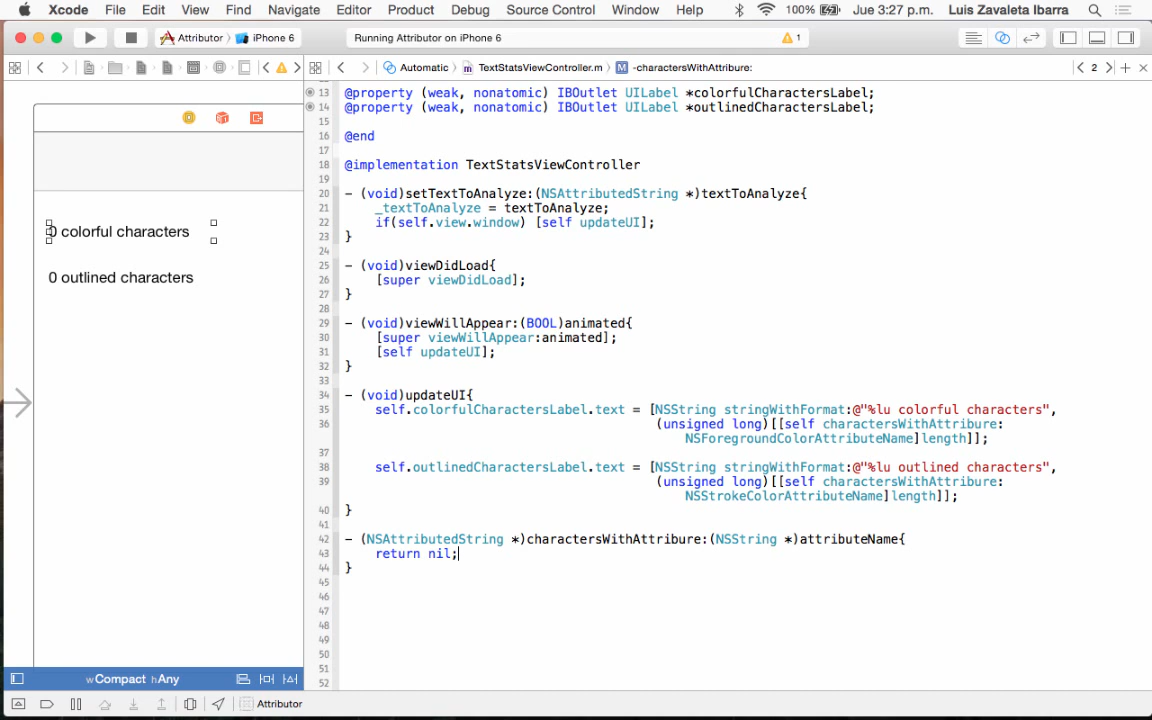 Xcode File Edit View Find Navigate Editor Product Debug Source Control Window Help 100% Jue 3:27 p.m. Luis Zavaleta Ibarra
Attributor iPhone 6 Running Attributor on iPhone 6 1
Automatic TextStatsViewController.m M -charactersWithAttribure: 2
0 colorful characters
0 outlined characters
13 @property (weak, nonatomic) IBOutlet UILabel *colorfulCharactersLabel;
14 @property (weak, nonatomic) IBOutlet UILabel *outlinedCharactersLabel;
15
16 @end
17
18 @implementation TextStatsViewController
19
20 - (void)setTextToAnalyze:(NSAttributedString *)textToAnalyze{
21 _textToAnalyze = textToAnalyze;
22 if(self.view.window) [self updateUI];
23 }
24
25 - (void)viewDidLoad{
26 [super viewDidLoad];
27 }
28
29 - (void)viewWillAppear:(BOOL)animated{
30 [super viewWillAppear:animated];
31 [self updateUI];
32 }
33
34 - (void)updateUI{
35 self.colorfulCharactersLabel.text = [NSString stringWithFormat:@"%lu colorful characters",
36 (unsigned long)[[self charactersWithAttribure:
NSForegroundColorAttributeName]length]];
37
38 self.outlinedCharactersLabel.text = [NSString stringWithFormat:@"%lu outlined characters",
39 (unsigned long)[[self charactersWithAttribure:
NSStrokeColorAttributeName]length]];
40 }
41
42 - (NSAttributedString *)charactersWithAttribure:(NSString *)attributeName{
43 return nil;
44 }
45
46
47
48
49
50
51
52
wCompact hAny
Attributor